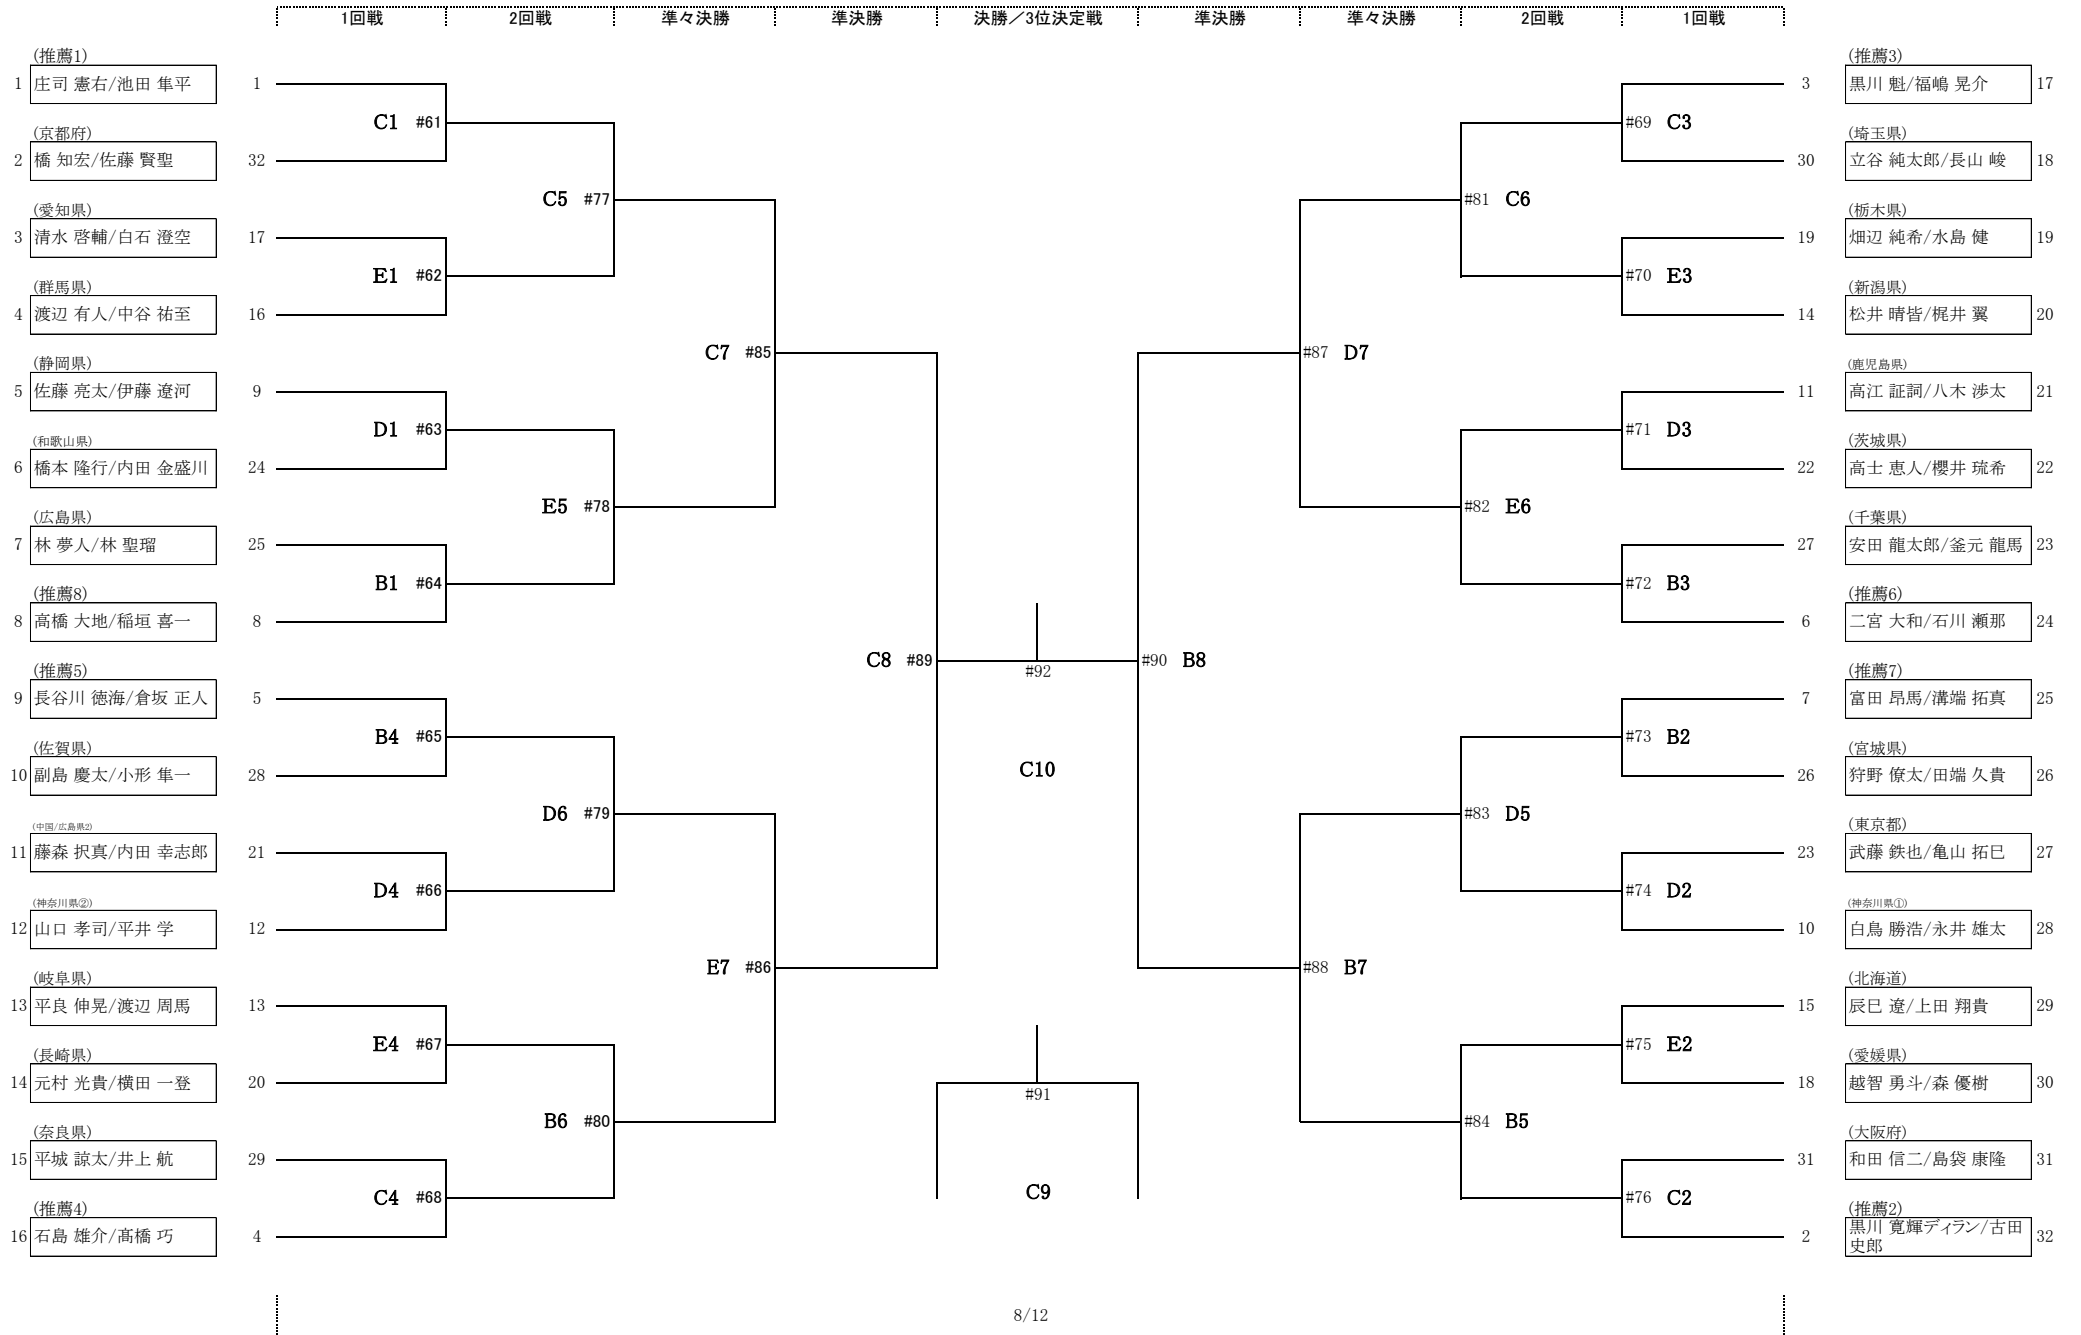 1回戦 2回戦 準々決勝 準決勝 決勝／3位決定戦 準決勝 準々決勝 2回戦 1回戦
(推薦1) (推薦3)
1 庄司 憲右/池田 隼平 1 3 黒川 魁/福嶋 晃介 17
C1 #61 #69 C3
(京都府) (埼玉県)
2 橋 知宏/佐藤 賢聖 32 30 立谷 純太郎/長山 峻 18
C5 #77 #81 C6
(愛知県) (栃木県)
3 清水 啓輔/白石 澄空 17 19 畑辺 純希/水島 健 19
E1 #62 #70 E3
(群馬県) (新潟県)
4 渡辺 有人/中谷 祐至 16 14 松井 晴皆/梶井 翼 20
C7 #85 #87 D7
(静岡県) (鹿児島県)
5 佐藤 亮太/伊藤 遼河 9 11 高江 証詞/八木 渉太 21
D1 #63 #71 D3
(和歌山県) (茨城県)
6 橋本 隆行/内田 金盛川 24 22 高士 恵人/櫻井 琉希 22
E5 #78 #82 E6
(広島県) (千葉県)
7 林 夢人/林 聖瑠 25 27 安田 龍太郎/釜元 龍馬 23
B1 #64 #72 B3
(推薦8) (推薦6)
8 高橋 大地/稲垣 喜一 8 6 二宮 大和/石川 瀬那 24
C8 #89 #92 #90 B8
(推薦5) (推薦7)
9 長谷川 徳海/倉坂 正人 5 7 富田 昂馬/溝端 拓真 25
B4 #65 #73 B2
(佐賀県) (宮城県)
10 副島 慶太/小形 隼一 28 C10 26 狩野 僚太/田端 久貴 26
D6 #79 #83 D5
(中国/広島県2) (東京都)
11 藤森 択真/内田 幸志郎 21 23 武藤 鉄也/亀山 拓巳 27
D4 #66 #74 D2
(神奈川県②) (神奈川県①)
12 山口 孝司/平井 学 12 10 白鳥 勝浩/永井 雄太 28
E7 #86 #88 B7
(岐阜県) (北海道)
13 平良 伸晃/渡辺 周馬 13 15 辰巳 遼/上田 翔貴 29
E4 #67 #75 E2
(長崎県) (愛媛県)
14 元村 光貴/横田 一登 20 #91 18 越智 勇斗/森 優樹 30
B6 #80 #84 B5
(奈良県) (大阪府)
15 平城 諒太/井上 航 29 31 和田 信二/島袋 康隆 31
C4 #68 C9 #76 C2
(推薦4) (推薦2)
16 石島 雄介/髙橋 巧 4 2 黒川 寛輝ディラン/古田 史郎 32
8/12